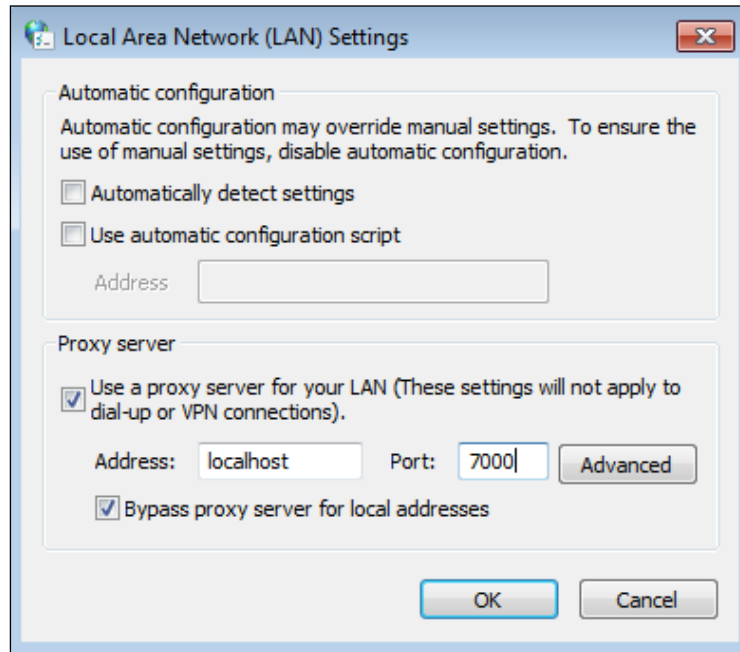 Local Area Network (LAN) Settings
Automatic configuration
Automatic configuration may override manual settings.  To ensure the
use of manual settings, disable automatic configuration.
Automatically detect settings
Use automatic configuration script
Address
Proxy server
Use a proxy server for your LAN (These settings will not apply to
dial-up or VPN connections).
Address: localhost Port: 7000 Advanced
Bypass proxy server for local addresses
OK Cancel